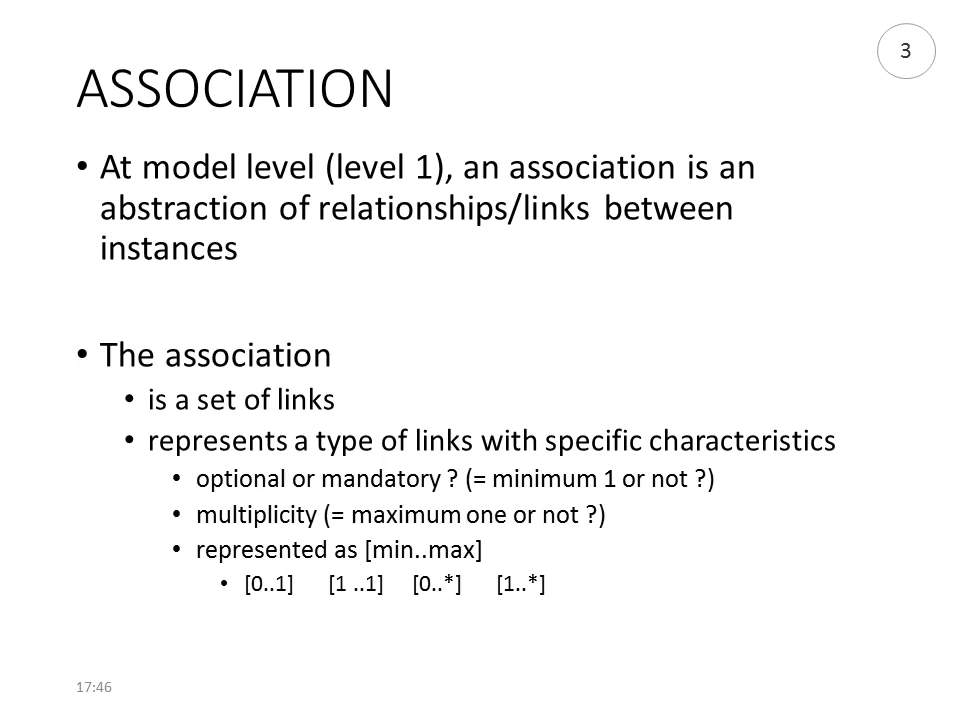 3
ASSOCIATION
• At model level (level 1), an association is an
abstraction of relationships/links between
instances
• The association
• is a set of links
• represents a type of links with specific characteristics
• optional or mandatory ? (= minimum 1 or not ?)
• multiplicity (= maximum one or not ?)
• represented as [min..max]
• [0..1] [1 ..1] [0..*] [1..*]
17:46